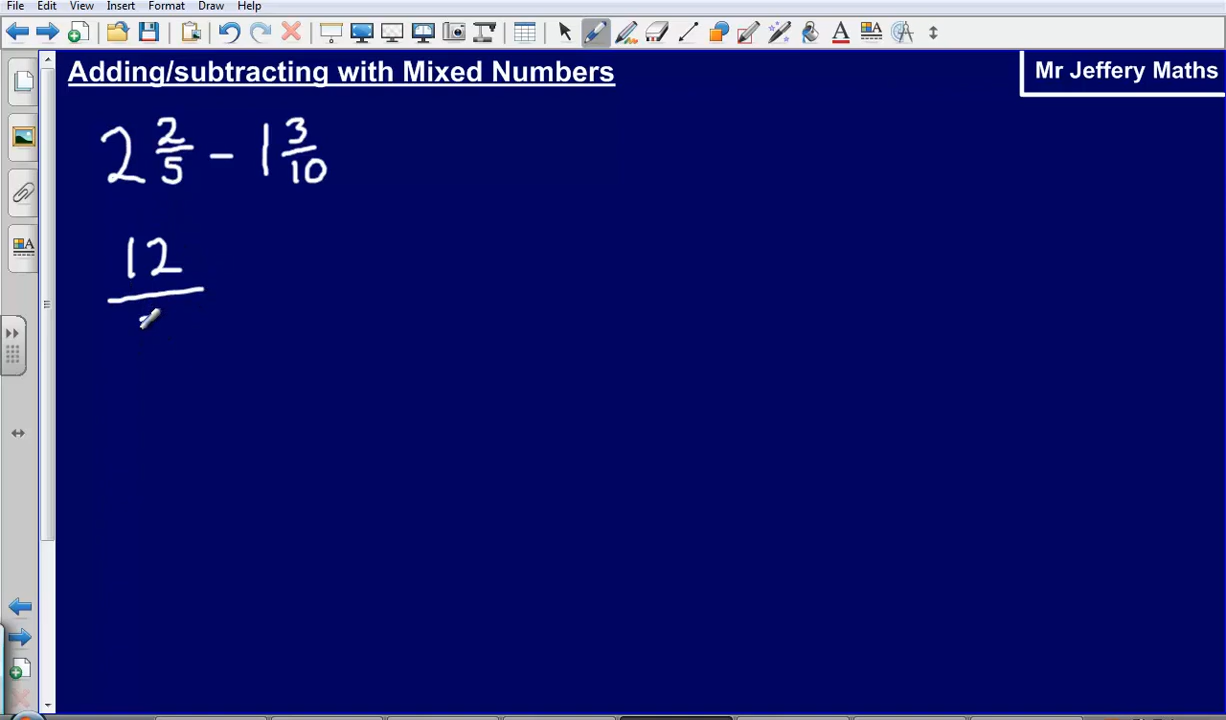 File Edit View Insert Format Draw Help
Adding/subtracting with Mixed Numbers
Mr Jeffery Maths
2 2/5 - 1 3/10
12